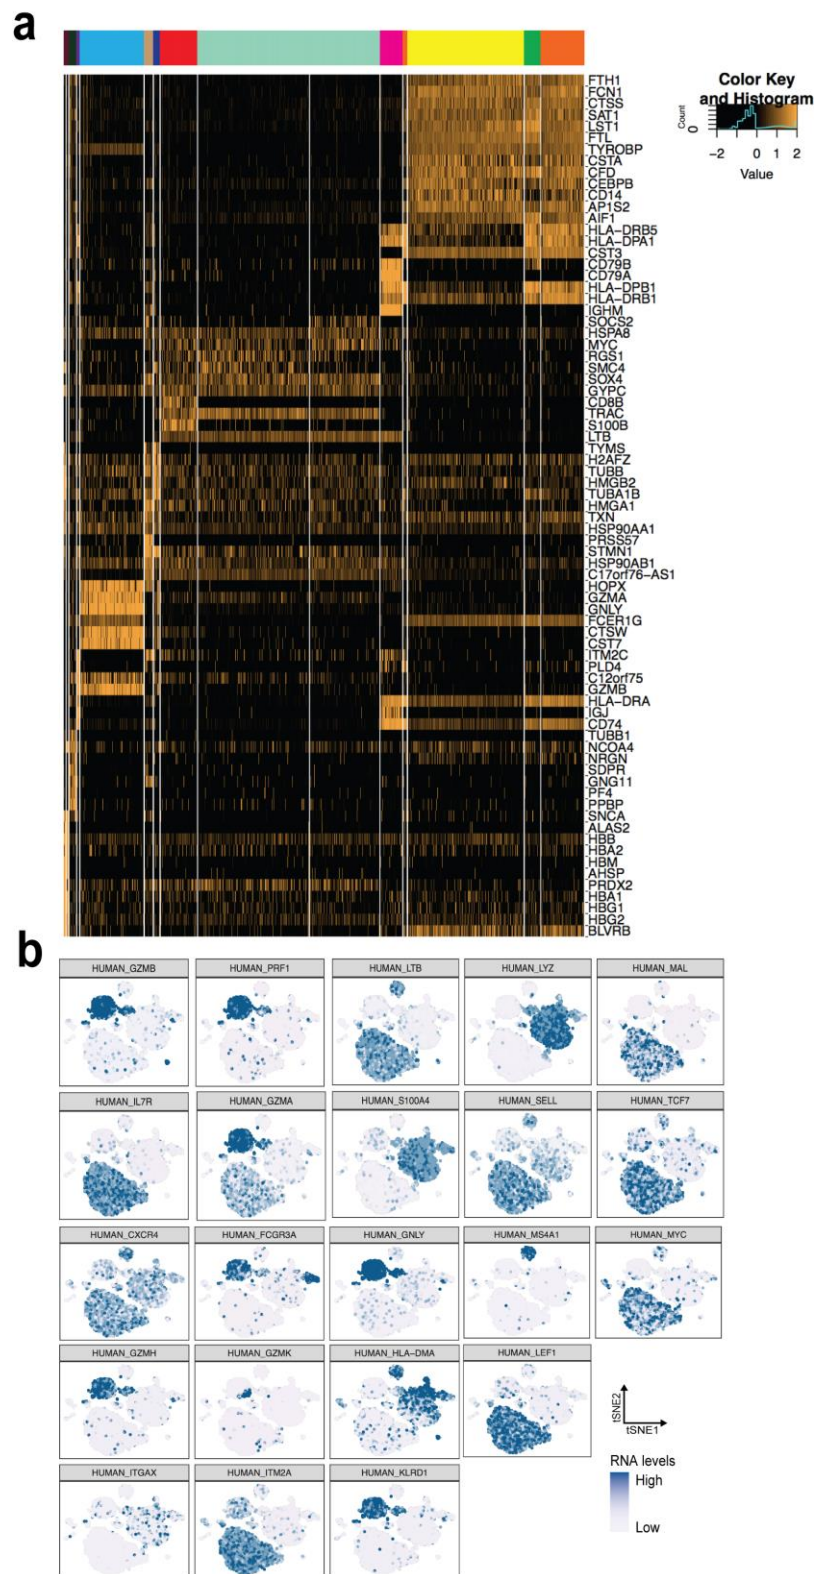 a
FTH1
FCN1
CTSS
SAT1
LST1
FTL
TYROBP
CSTA
CFD
CEBPB
CD14
AP1S2
AIF1
HLA-DRB5
HLA-DPA1
CST3
CD79B
CD79A
HLA-DPB1
HLA-DRB1
IGHM
SOCS2
HSPA8
MYC
RGS1
SMC4
SOX4
GYPC
CD8B
TRAC
S100B
LTB
TYMS
H2AFZ
TUBB
HMGB2
TUBA1B
HMGA1
TXN
HSP90AA1
PRSS57
STMN1
HSP90AB1
C17orf76-AS1
HOPX
GZMA
GNLY
FCER1G
CTSW
CST7
ITM2C
PLD4
C12orf75
GZMB
HLA-DRA
IGJ
CD74
TUBB1
NCOA4
NRGN
SDPR
GNG11
PF4
PPBP
SNCA
ALAS2
HBB
HBA2
HBM
AHSP
PRDX2
HBA1
HBG1
HBG2
BLVRB
Color Key
and Histogram
Count
0
-2 0 1 2
Value
b
HUMAN_GZMB HUMAN_PRF1 HUMAN_LTB HUMAN_LYZ HUMAN_MAL
HUMAN_IL7R HUMAN_GZMA HUMAN_S100A4 HUMAN_SELL HUMAN_TCF7
HUMAN_CXCR4 HUMAN_FCGR3A HUMAN_GNLY HUMAN_MS4A1 HUMAN_MYC
HUMAN_GZMH HUMAN_GZMK HUMAN_HLA-DMA HUMAN_LEF1
tSNE2
tSNE1
HUMAN_ITGAX HUMAN_ITM2A HUMAN_KLRD1
RNA levels
High
Low